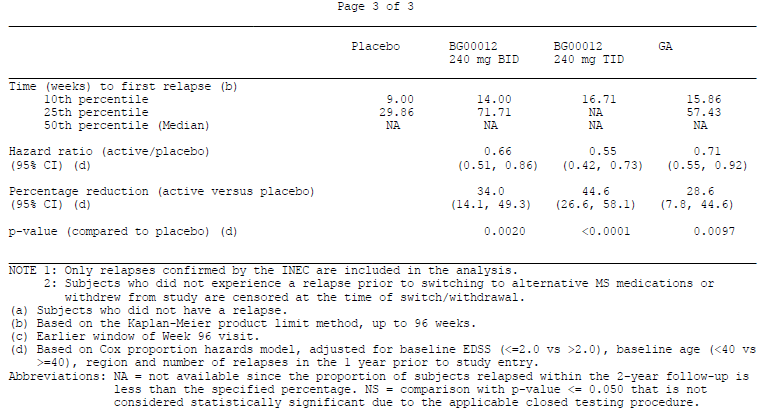 Page 3 of 3
Placebo BG00012 BG00012 GA
240 mg BID 240 mg TID
Time (weeks) to first relapse (b)
10th percentile 9.00 14.00 16.71 15.86
25th percentile 29.86 71.71 NA 57.43
50th percentile (Median) NA NA NA NA
Hazard ratio (active/placebo) 0.66 0.55 0.71
(95% CI) (d) (0.51, 0.86) (0.42, 0.73) (0.55, 0.92)
Percentage reduction (active versus placebo) 34.0 44.6 28.6
(95% CI) (d) (14.1, 49.3) (26.6, 58.1) (7.8, 44.6)
p-value (compared to placebo) (d) 0.0020 <0.0001 0.0097
NOTE 1: Only relapses confirmed by the INEC are included in the analysis.
2: Subjects who did not experience a relapse prior to switching to alternative MS medications or
withdrew from study are censored at the time of switch/withdrawal.
(a) Subjects who did not have a relapse.
(b) Based on the Kaplan-Meier product limit method, up to 96 weeks.
(c) Earlier window of Week 96 visit.
(d) Based on Cox proportion hazards model, adjusted for baseline EDSS (<=2.0 vs >2.0), baseline age (<40 vs
>=40), region and number of relapses in the 1 year prior to study entry.
Abbreviations: NA = not available since the proportion of subjects relapsed within the 2-year follow-up is
less than the specified percentage. NS = comparison with p-value <= 0.050 that is not
considered statistically significant due to the applicable closed testing procedure.